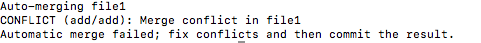 Auto-merging file1
CONFLICT (add/add): Merge conflict in file1
Automatic merge failed; fix conflicts and then commit the result.